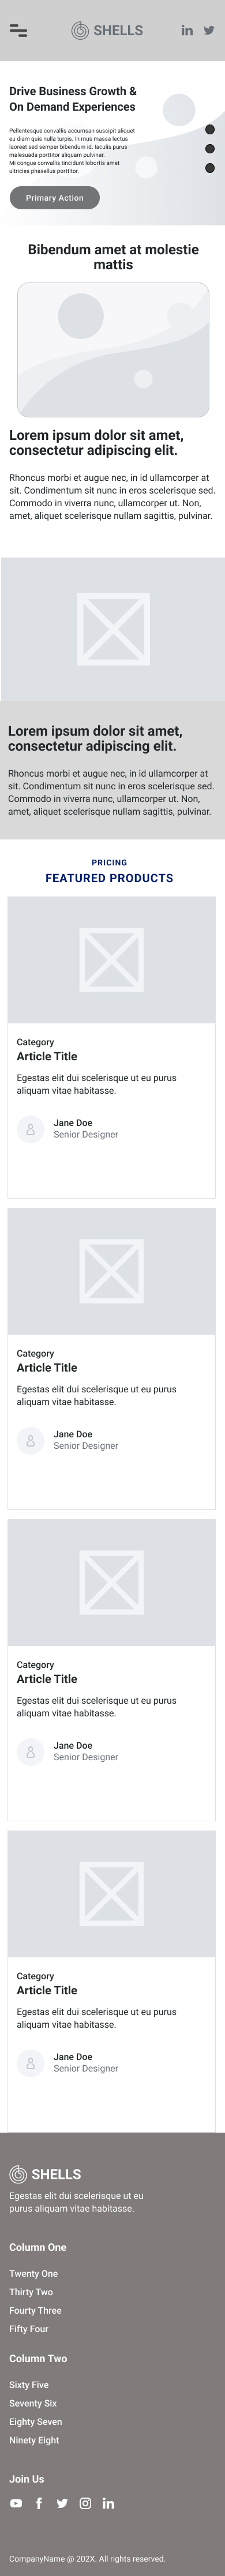 SHELLS
Drive Business Growth &
On Demand Experiences
Pellentesque convallis accumsan suscipit aliquet
eu diam quis nulla turpis. In mus massa lectus
laoreet sed semper bibendum id. Iaculis purus
malesuada porttitor aliquam pulvinar.
Mi congue convallis tincidunt lobortis amet
ultricies phasellus porttitor.
Primary Action
Bibendum amet at molestie
mattis
Lorem ipsum dolor sit amet,
consectetur adipiscing elit.
Rhoncus morbi et augue nec, in id ullamcorper at
sit. Condimentum sit nunc in eros scelerisque sed.
Commodo in viverra nunc, ullamcorper ut. Non,
amet, aliquet scelerisque nullam sagittis, pulvinar.
Lorem ipsum dolor sit amet,
consectetur adipiscing elit.
Rhoncus morbi et augue nec, in id ullamcorper at
sit. Condimentum sit nunc in eros scelerisque sed.
Commodo in viverra nunc, ullamcorper ut. Non,
amet, aliquet scelerisque nullam sagittis, pulvinar.
PRICING
FEATURED PRODUCTS
Category
Article Title
Egestas elit dui scelerisque ut eu purus
aliquam vitae habitasse.
Jane Doe
Senior Designer
Category
Article Title
Egestas elit dui scelerisque ut eu purus
aliquam vitae habitasse.
Jane Doe
Senior Designer
Category
Article Title
Egestas elit dui scelerisque ut eu purus
aliquam vitae habitasse.
Jane Doe
Senior Designer
Category
Article Title
Egestas elit dui scelerisque ut eu purus
aliquam vitae habitasse.
Jane Doe
Senior Designer
SHELLS
Egestas elit dui scelerisque ut eu
purus aliquam vitae habitasse.
Column One
Twenty One
Thirty Two
Fourty Three
Fifty Four
Column Two
Sixty Five
Seventy Six
Eighty Seven
Ninety Eight
Join Us
CompanyName @ 202X. All rights reserved.